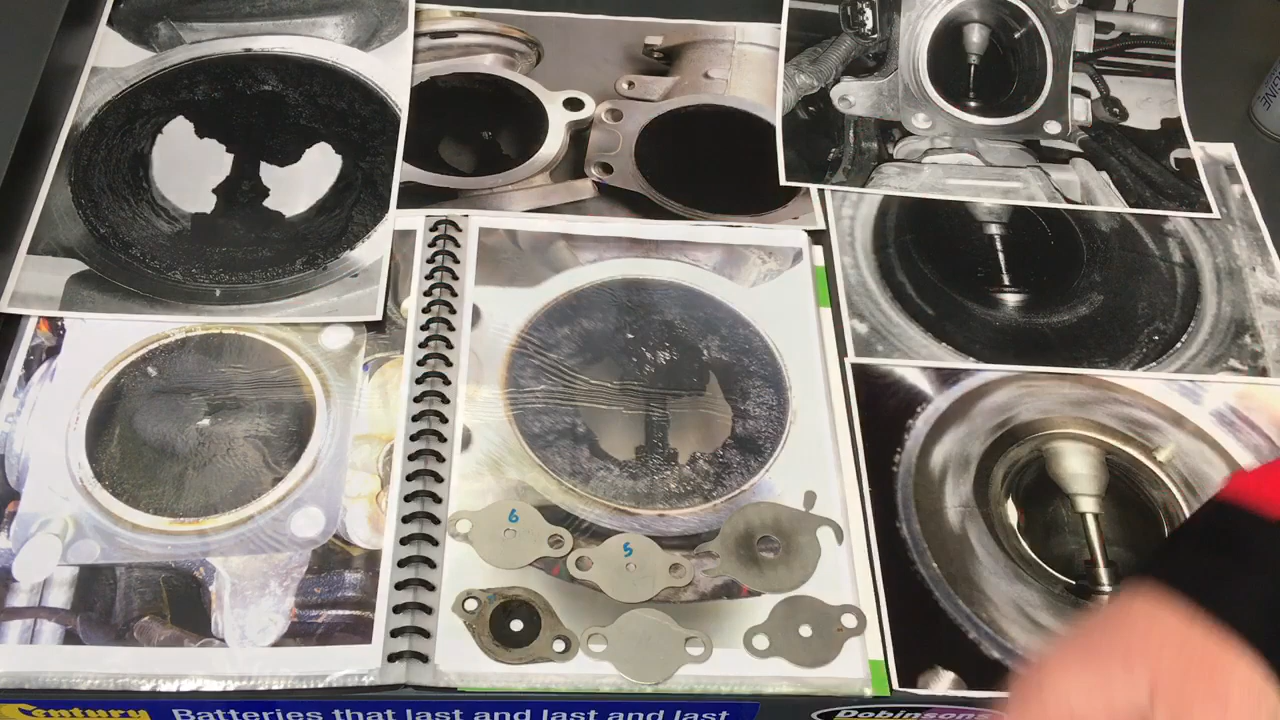 6
5
Century
Batteries that last and last and last
Dobinsons